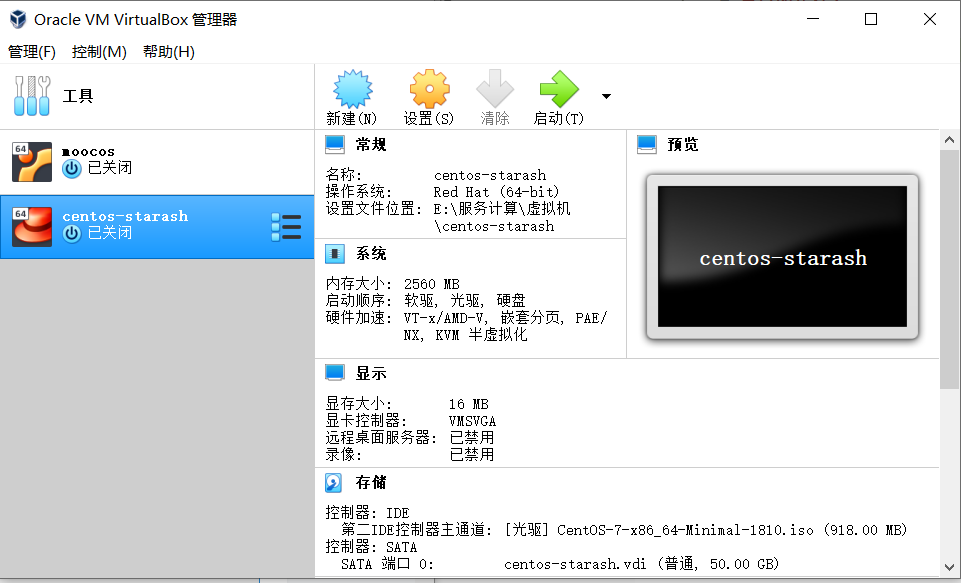 Oracle VM VirtualBox 管理器
管理(F) 控制(M) 帮助(H)
工具
新建(N) 设置(S) 清除 启动(T)
64 moocos
已关闭
64 centos-starash
已关闭
常规
名称: centos-starash
操作系统: Red Hat (64-bit)
设置文件位置: E:\服务计算\虚拟机
\centos-starash
预览
centos-starash
系统
内存大小: 2560 MB
启动顺序: 软驱, 光驱, 硬盘
硬件加速: VT-x/AMD-V, 嵌套分页, PAE/
NX, KVM 半虚拟化
显示
显存大小: 16 MB
显卡控制器: VMSVGA
远程桌面服务器: 已禁用
录像: 已禁用
存储
控制器: IDE
第二IDE控制器主通道: [光驱] CentOS-7-x86_64-Minimal-1810.iso (918.00 MB)
控制器: SATA
SATA 端口 0: centos-starash.vdi (普通, 50.00 GB)